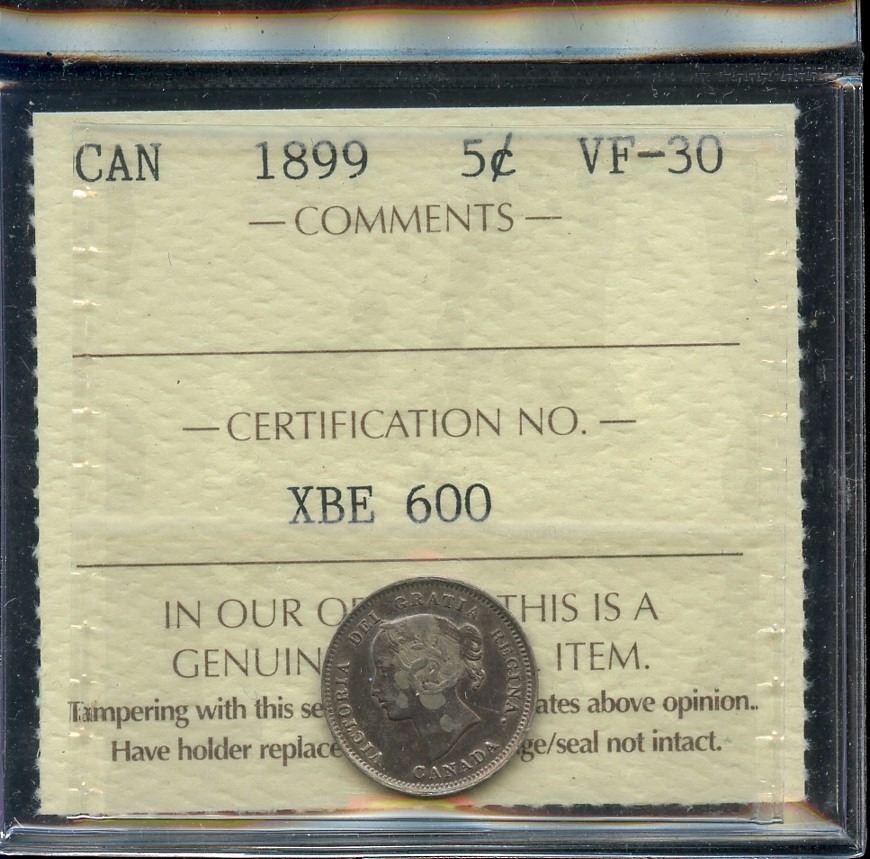 CAN 1899 5¢ VF-30
— COMMENTS —
— CERTIFICATION NO. —
XBE 600
IN OUR O THIS IS A
GENUIN ITEM.
Tampering with this se ates above opinion..
Have holder replace ge/seal not intact.
VICTORIA DEI GRATIA REGINA.
CANADA